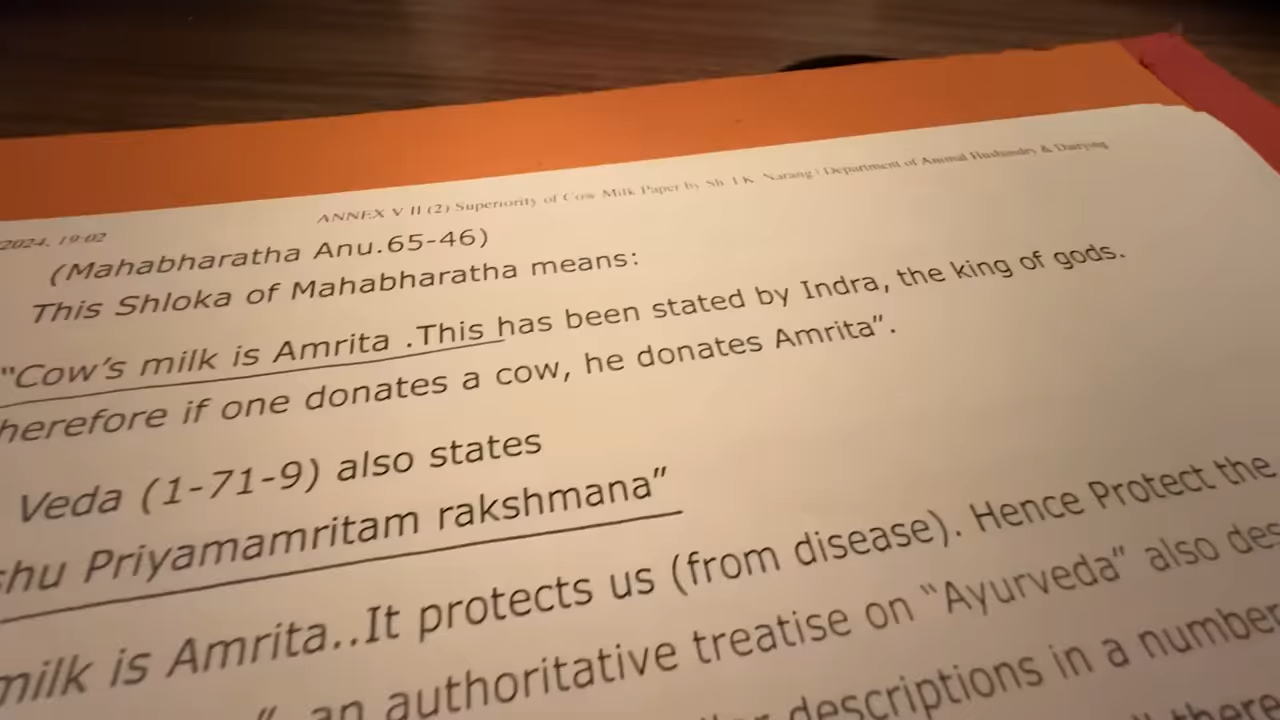 ANNEX V II (2) Superiority of Cow Milk Paper by Sh. I K Narang | Department of Animal Husbandry & Dairying
2024, 19:02
(Mahabharatha Anu.65-46)
This Shloka of Mahabharatha means:
"Cow's milk is Amrita .This has been stated by Indra, the king of gods.
herefore if one donates a cow, he donates Amrita".
Veda (1-71-9) also states
shu Priyamamritam rakshmana"
milk is Amrita..It protects us (from disease). Hence Protect the
", an authoritative treatise on "Ayurveda" also des
descriptions in a number
there